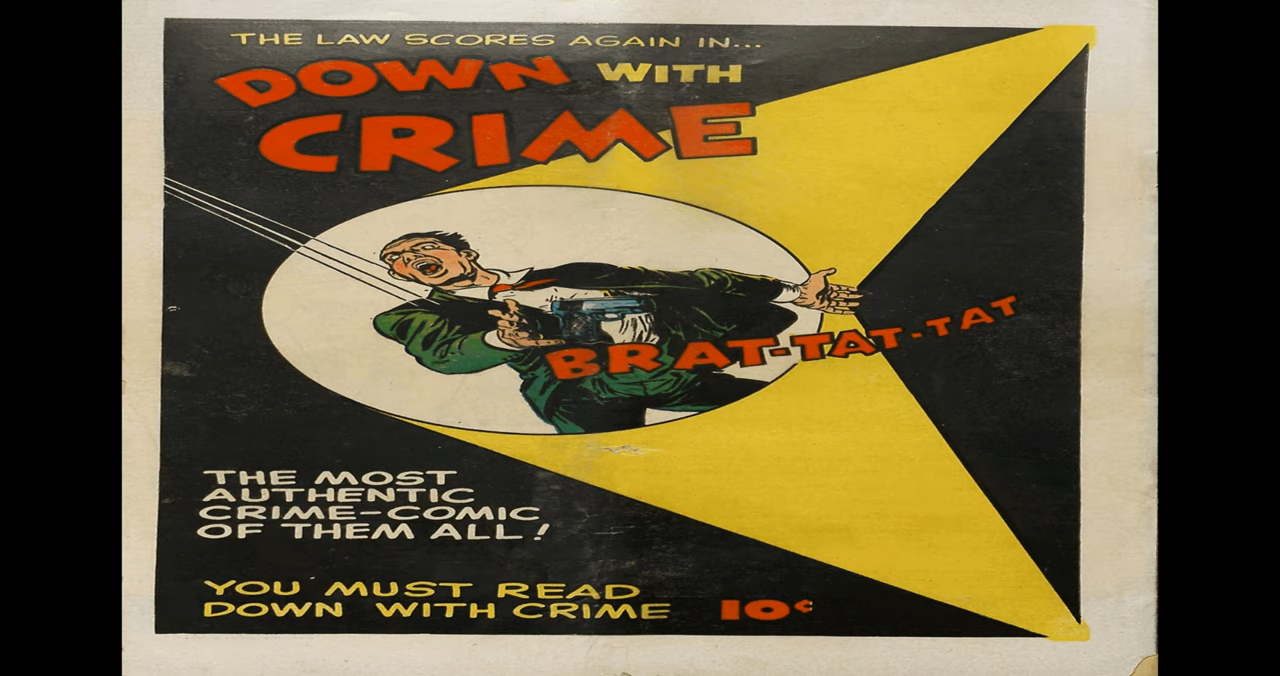 THE LAW SCORES AGAIN IN...
DOWN WITH
CRIME
BRAT-TAT-TAT
THE MOST
AUTHENTIC
CRIME-COMIC
OF THEM ALL!
YOU MUST READ
DOWN WITH CRIME 10¢